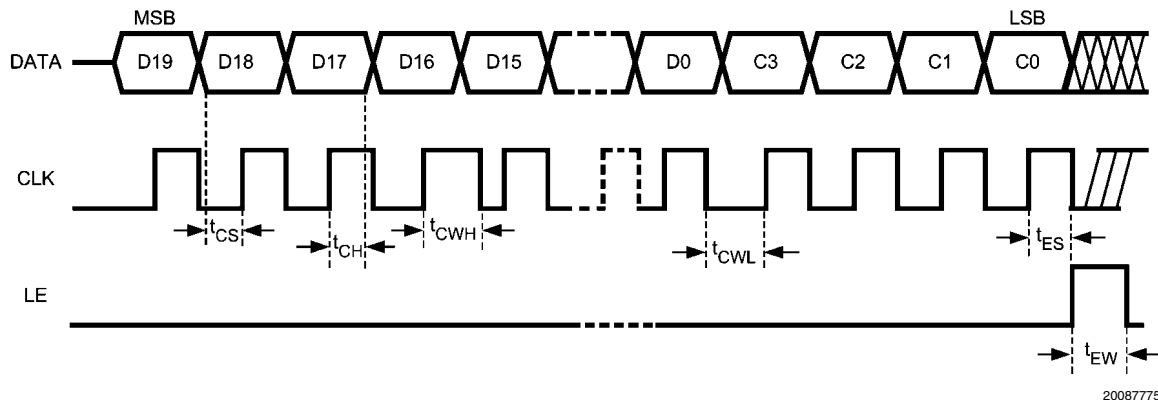 MSB LSB
DATA D19 D18 D17 D16 D15 D0 C3 C2 C1 C0
CLK
tCS tCH tCWH tCWL tES
LE
tEW
20087775